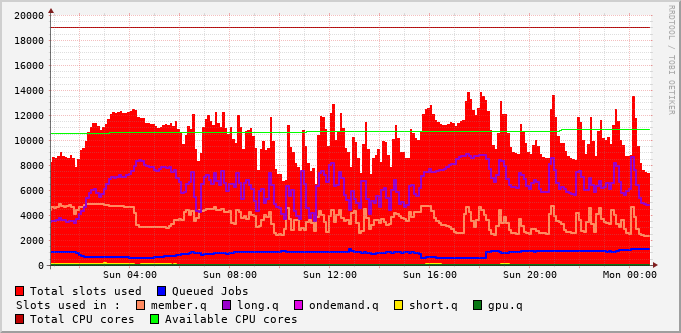 20000
18000
16000
14000
12000
10000
8000
6000
4000
2000
0
Sun 04:00 Sun 08:00 Sun 12:00 Sun 16:00 Sun 20:00 Mon 00:00
Total slots used Queued Jobs
Slots used in : member.q long.q ondemand.q short.q gpu.q
Total CPU cores Available CPU cores
RRDTOOL / TOBI OETIKER